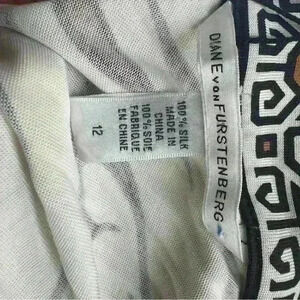 DIANE VON FURSTENBERG
100% SILK
MADE IN
CHINA
100% SOIE
FABRIQUE
EN CHINE
12